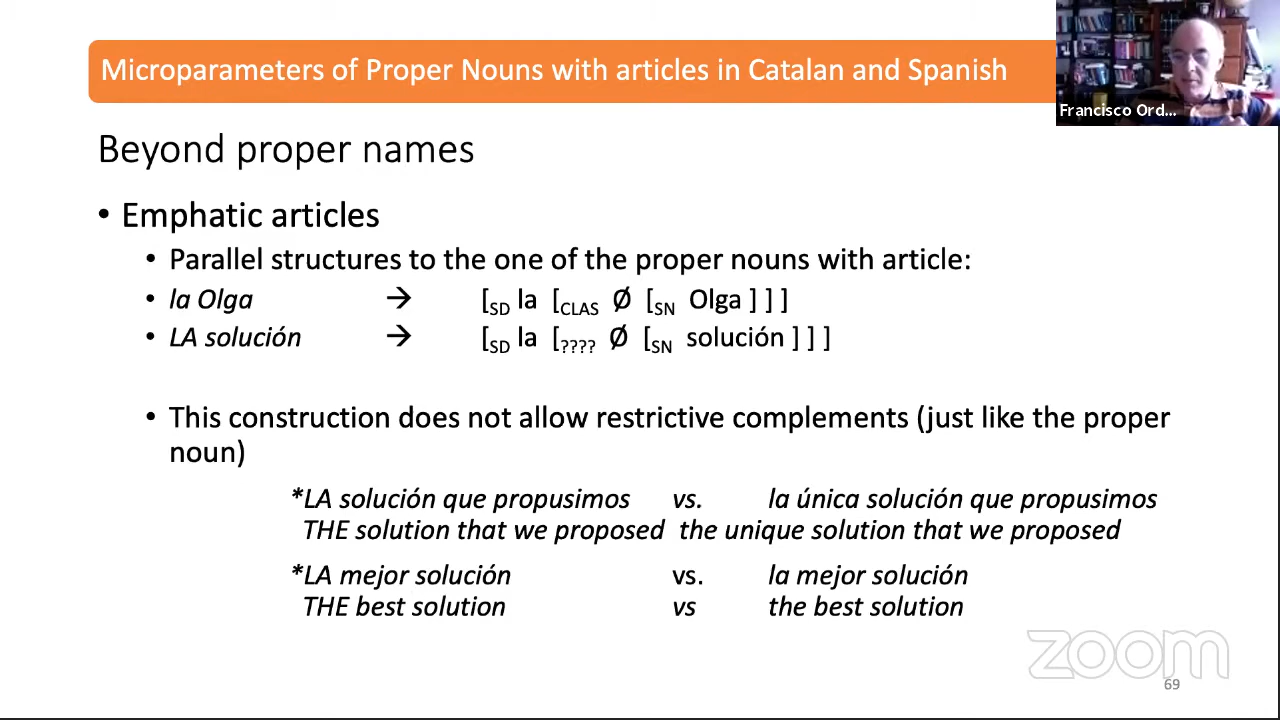 Microparameters of Proper Nouns with articles in Catalan and Spanish
Francisco Ord...
Beyond proper names
• Emphatic articles
• Parallel structures to the one of the proper nouns with article:
• la Olga → [SD la [CLAS Ø [SN Olga ] ] ]
• LA solución → [SD la [???? Ø [SN solución ] ] ]
• This construction does not allow restrictive complements (just like the proper
noun)
*LA solución que propusimos vs. la única solución que propusimos
THE solution that we proposed the unique solution that we proposed
*LA mejor solución vs. la mejor solución
THE best solution vs the best solution
zoom
69